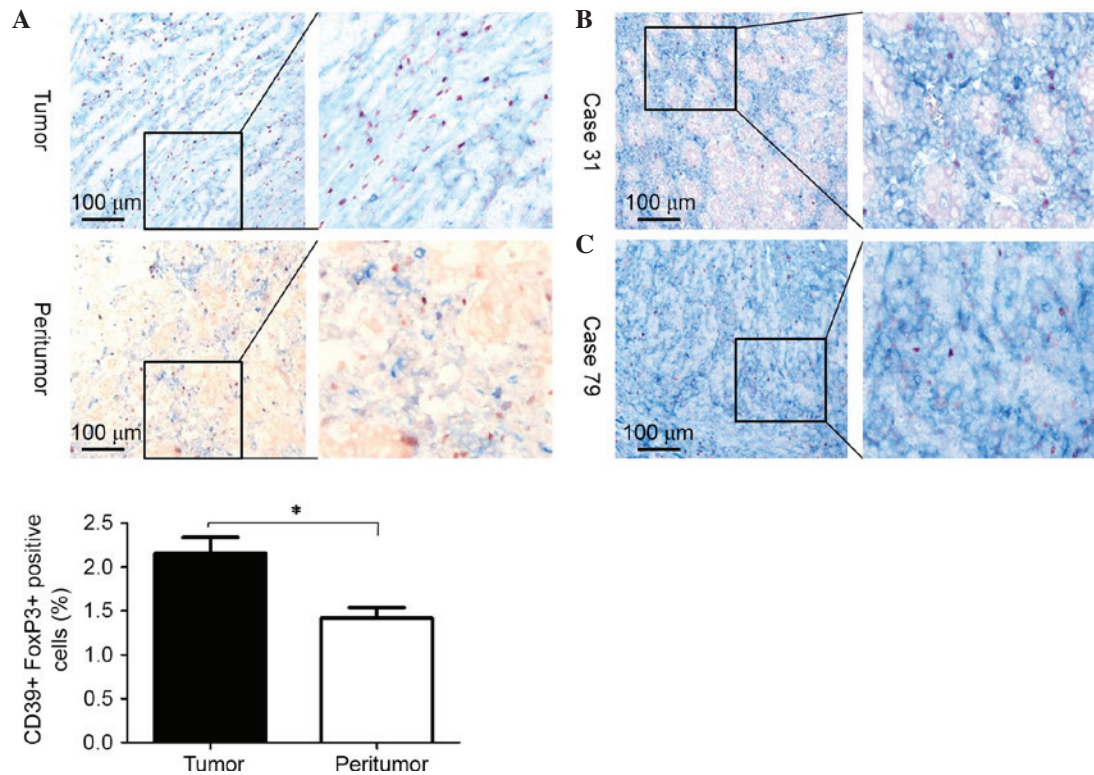 A
Tumor
100 µm
Peritumor
100 µm
B
Case 31
100 µm
C
Case 79
100 µm
CD39+ FoxP3+ positive
cells (%)
2.5
2.0
1.5
1.0
0.5
0.0
*
Tumor
Peritumor